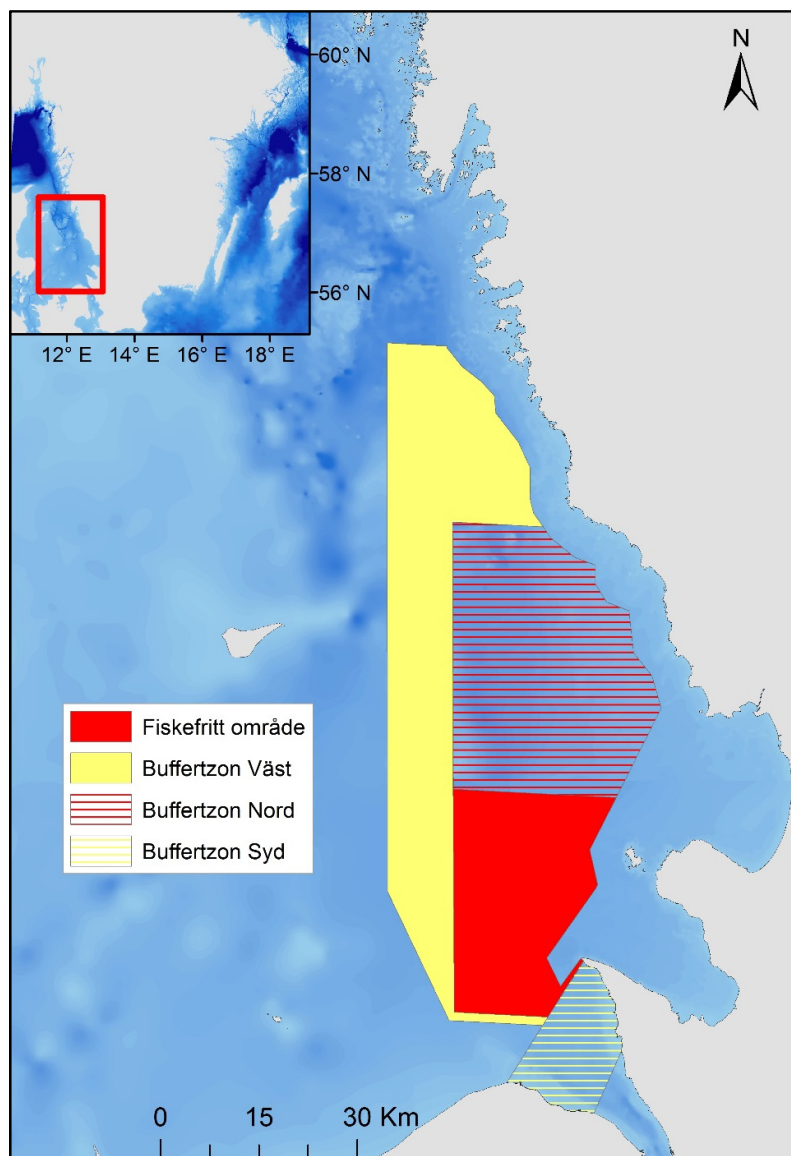 N
60° N
58° N
56° N
12° E 14° E 16° E 18° E
Fiskefritt område
Buffertzon Väst
Buffertzon Nord
Buffertzon Syd
0 15 30 Km